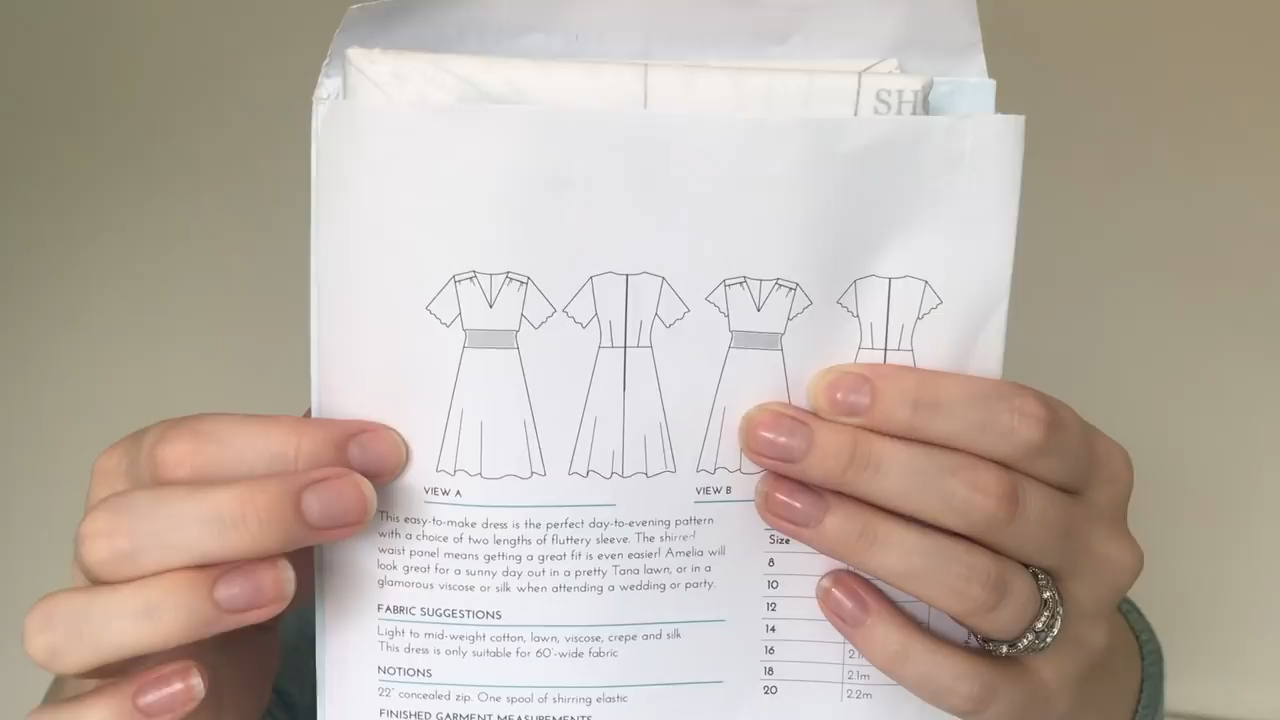 SH
VIEW A
VIEW B
This easy-to-make dress is the perfect day-to-evening pattern
with a choice of two lengths of fluttery sleeve. The shirred
waist panel means getting a great fit is even easier! Amelia will
look great for a sunny day out in a pretty Tana lawn, or in a
glamorous viscose or silk when attending a wedding or party.
FABRIC SUGGESTIONS
Light to mid-weight cotton, lawn, viscose, crepe and silk
This dress is only suitable for 60"-wide fabric
NOTIONS
22" concealed zip. One spool of shirring elastic
FINISHED GARMENT MEASUREMENTS
Size
8
10
12
14
16
18 2.1m
20 2.2m